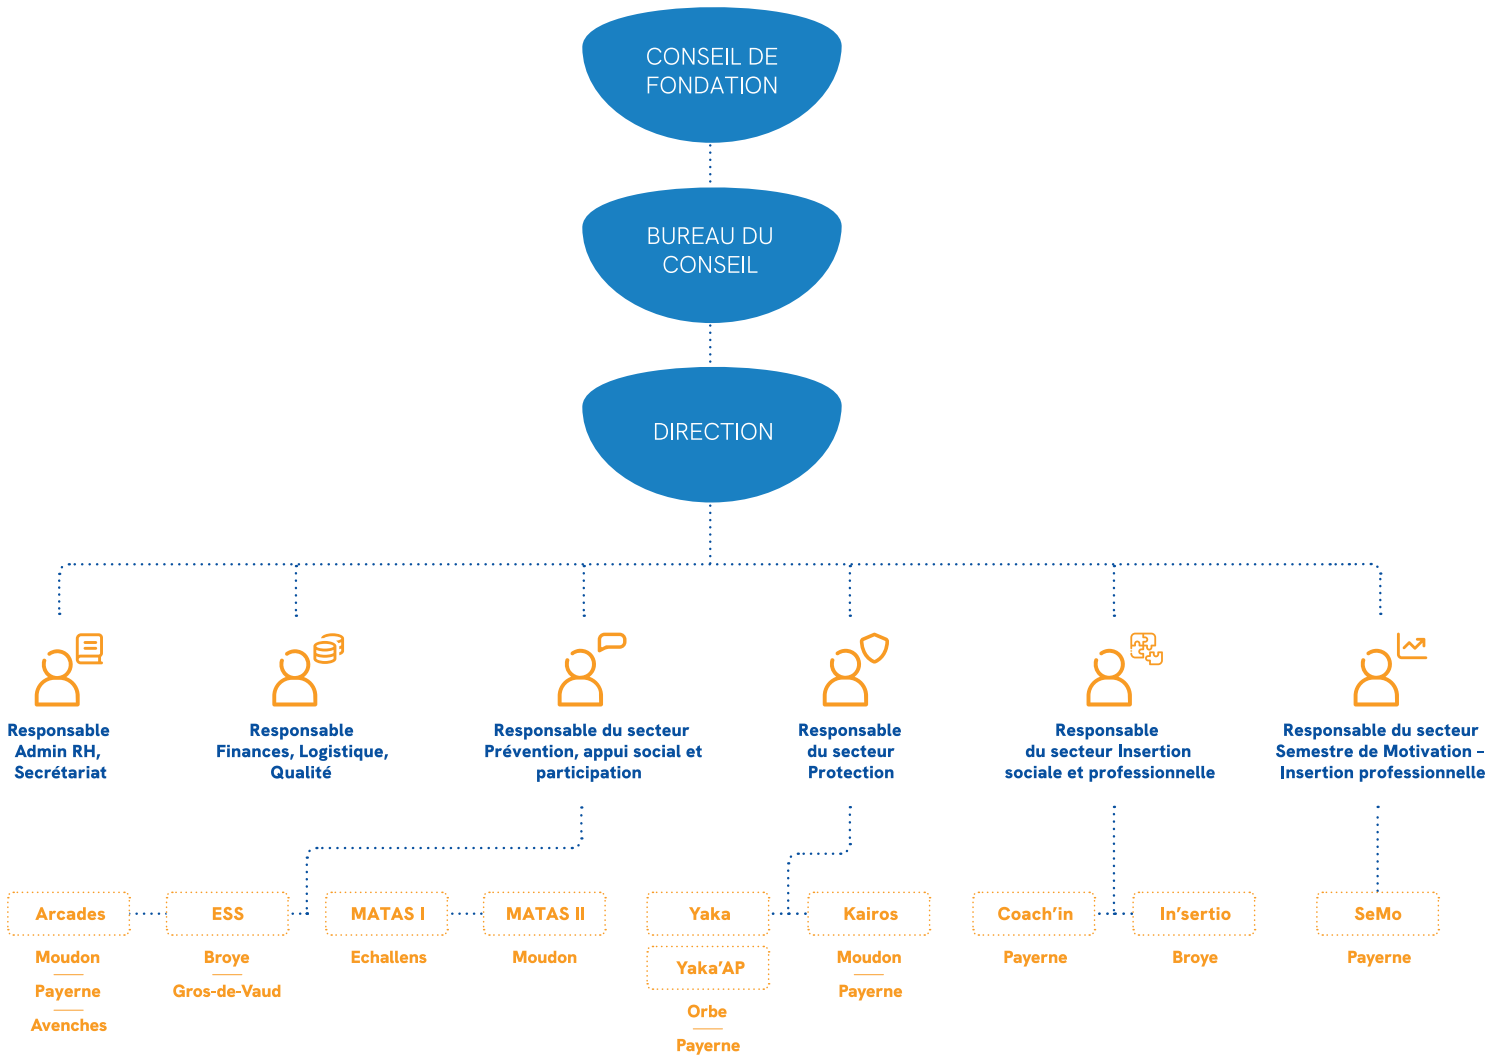 CONSEIL DE
FONDATION
BUREAU DU
CONSEIL
DIRECTION
Responsable
Admin RH,
Secrétariat
Responsable
Finances, Logistique,
Qualité
Responsable du secteur
Prévention, appui social et
participation
Responsable
du secteur
Protection
Responsable
du secteur Insertion
sociale et professionnelle
Responsable du secteur
Semestre de Motivation –
Insertion professionnelle
Arcades
Moudon
Payerne
Avenches
ESS
Broye
Gros-de-Vaud
MATAS I
Echallens
MATAS II
Moudon
Yaka
Yaka’AP
Orbe
Payerne
Kairos
Moudon
Payerne
Coach’in
Payerne
In’sertio
Broye
SeMo
Payerne